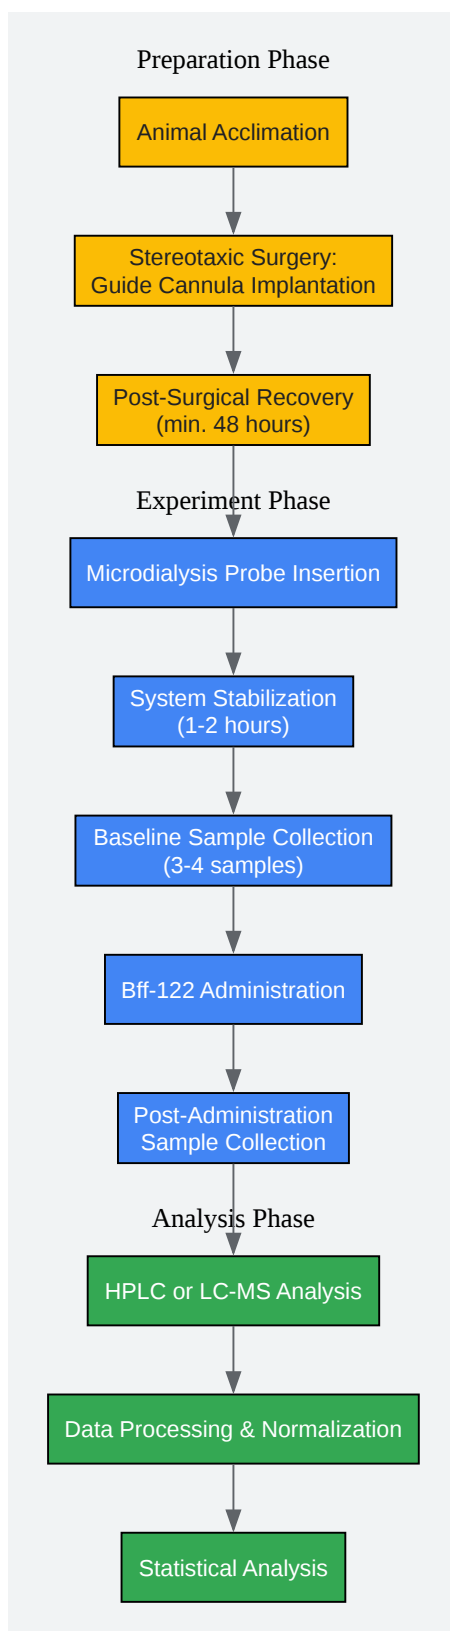 Preparation Phase
Animal Acclimation
Stereotaxic Surgery:
Guide Cannula Implantation
Post-Surgical Recovery
(min. 48 hours)
Experiment Phase
Microdialysis Probe Insertion
System Stabilization
(1-2 hours)
Baseline Sample Collection
(3-4 samples)
Bff-122 Administration
Post-Administration
Sample Collection
Analysis Phase
HPLC or LC-MS Analysis
Data Processing & Normalization
Statistical Analysis